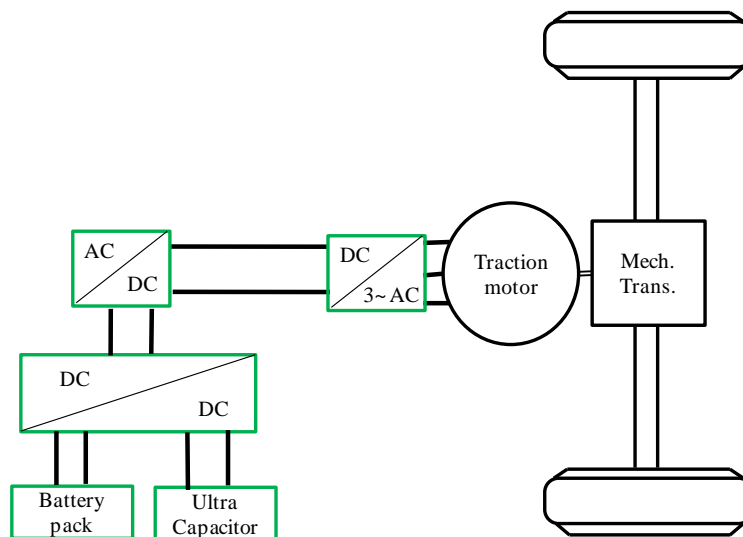 AC
DC
DC
3~ AC
Traction
motor
Mech.
Trans.
DC
DC
Battery
pack
Ultra
Capacitor